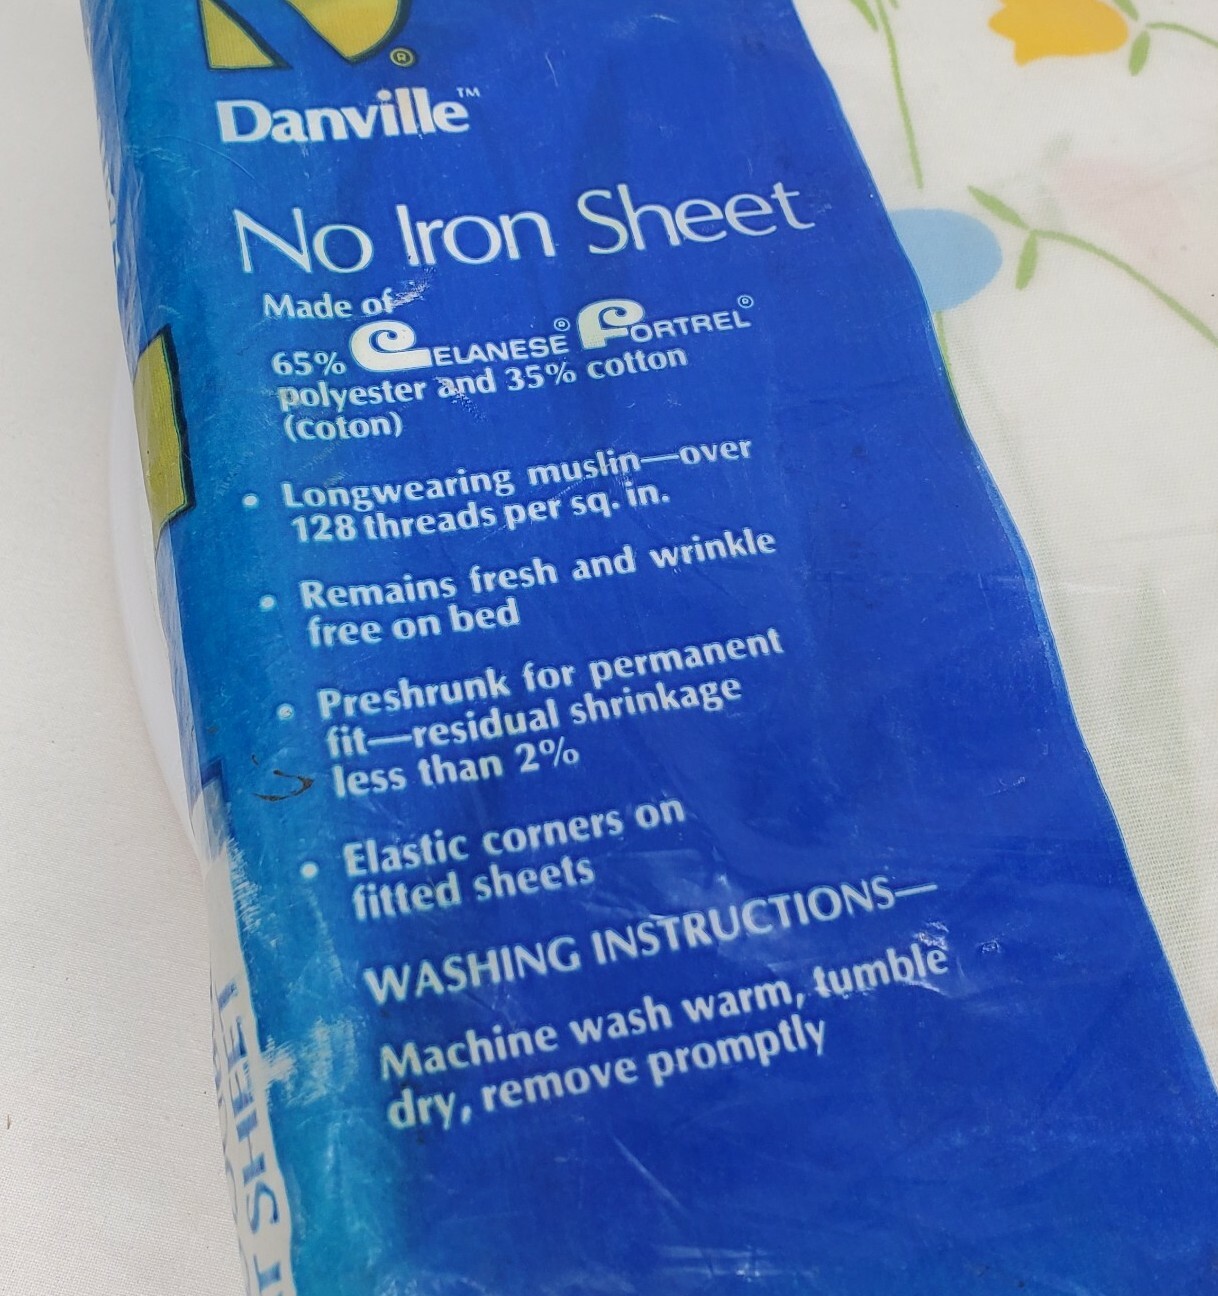 ®
Danville™
No Iron Sheet
Made of
65% CELANESE® FORTREL®
polyester and 35% cotton
(coton)
• Longwearing muslin—over
128 threads per sq. in.
• Remains fresh and wrinkle
free on bed
• Preshrunk for permanent
fit—residual shrinkage
less than 2%
• Elastic corners on
fitted sheets
WASHING INSTRUCTIONS—
Machine wash warm, tumble
dry, remove promptly